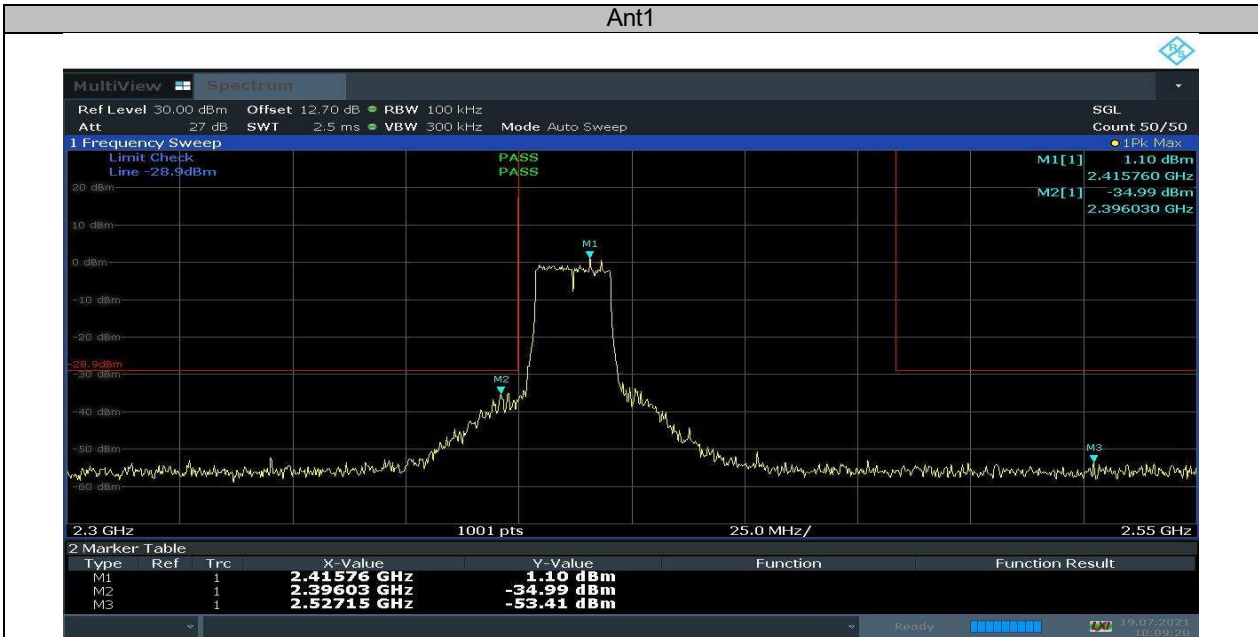 Ant1
R&S
MultiView Spectrum
Ref Level 30.00 dBm Offset 12.70 dB RBW 100 kHz SGL
Att 27 dB SWT 2.5 ms VBW 300 kHz Mode Auto Sweep Count 50/50
1 Frequency Sweep 1Pk Max
Limit Check PASS M1[1] 1.10 dBm
Line -28.9dBm PASS 2.415760 GHz
20 dBm M2[1] -34.99 dBm
2.396030 GHz
10 dBm
M1
0 dBm
-10 dBm
-20 dBm
-28.9dBm
-30 dBm
M2
-40 dBm
-50 dBm
M3
-60 dBm
2.3 GHz 1001 pts 25.0 MHz/ 2.55 GHz
2 Marker Table
Type Ref Trc X-Value Y-Value Function Function Result
M1 1 2.41576 GHz 1.10 dBm
M2 1 2.39603 GHz -34.99 dBm
M3 1 2.52715 GHz -53.41 dBm
Ready LXI 19.07.2021
10:09:20